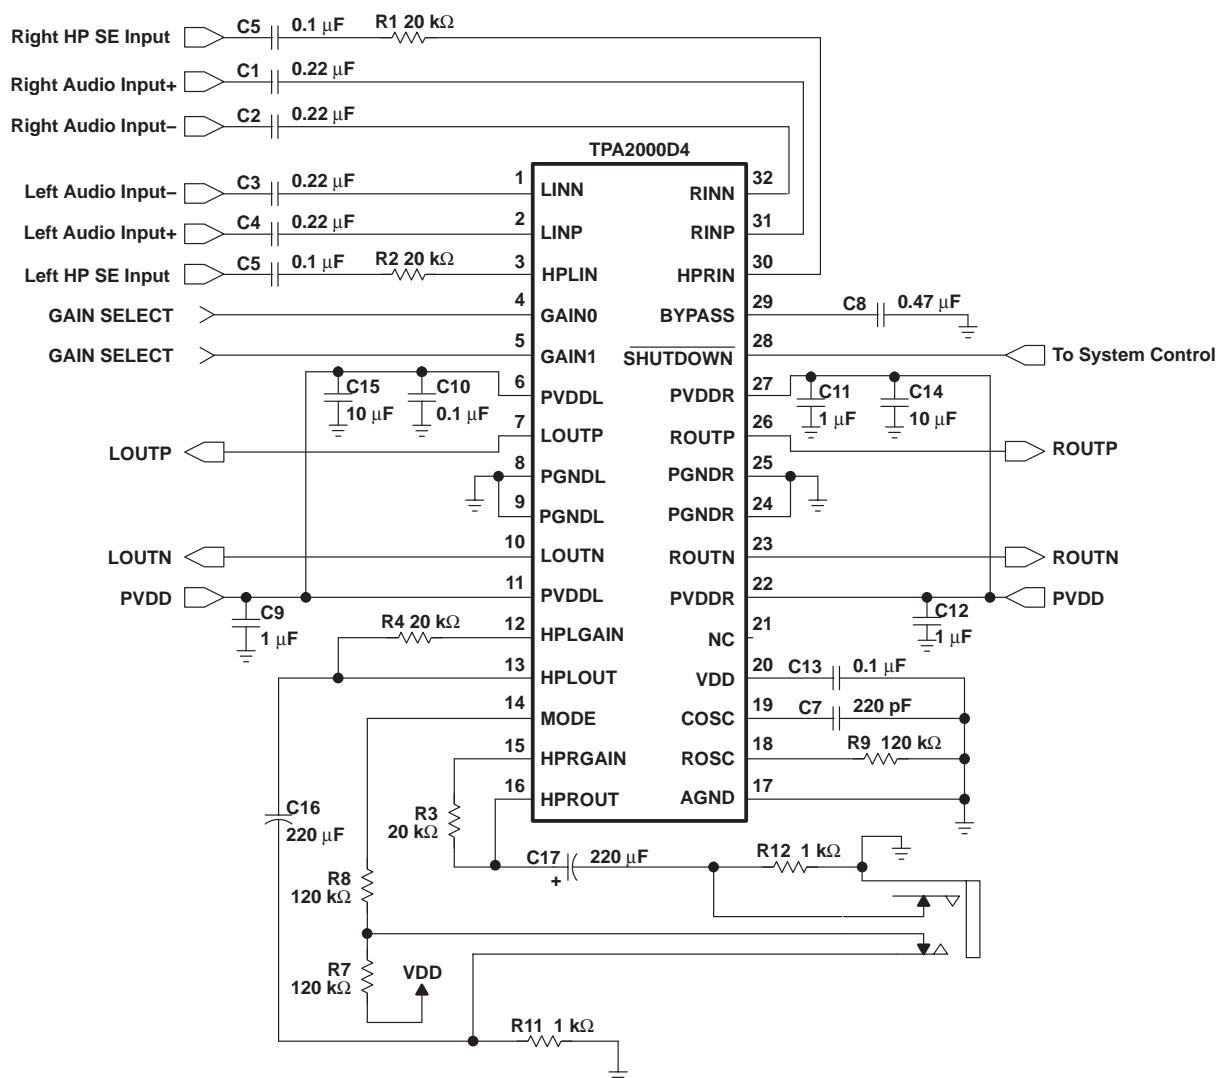 Right HP SE Input C5 0.1 μF R1 20 kΩ
Right Audio Input+ C1 0.22 μF
Right Audio Input– C2 0.22 μF
TPA2000D4
Left Audio Input– C3 0.22 μF 1 LINN RINN 32
Left Audio Input+ C4 0.22 μF 2 LINP RINP 31
Left HP SE Input C5 0.1 μF R2 20 kΩ 3 HPLIN HPRIN 30
GAIN SELECT 4 GAIN0 BYPASS 29 C8 0.47 μF
GAIN SELECT 5 GAIN1 SHUTDOWN 28 To System Control
C15 10 μF C10 0.1 μF 6 PVDDL PVDDR 27 C11 1 μF C14 10 μF
LOUTP 7 LOUTP ROUTP 26 ROUTP
8 PGNDL PGNDR 25
9 PGNDL PGNDR 24
LOUTN 10 LOUTN ROUTN 23 ROUTN
PVDD C9 1 μF 11 PVDDL PVDDR 22 C12 1 μF PVDD
R4 20 kΩ 12 HPLGAIN NC 21
13 HPLOUT VDD 20 C13 0.1 μF
14 MODE COSC 19 C7 220 pF
15 HPRGAIN ROSC 18 R9 120 kΩ
16 HPROUT AGND 17
C16 220 μF
R3 20 kΩ
C17 + 220 μF R12 1 kΩ
R8 120 kΩ
R7 120 kΩ VDD
R11 1 kΩ